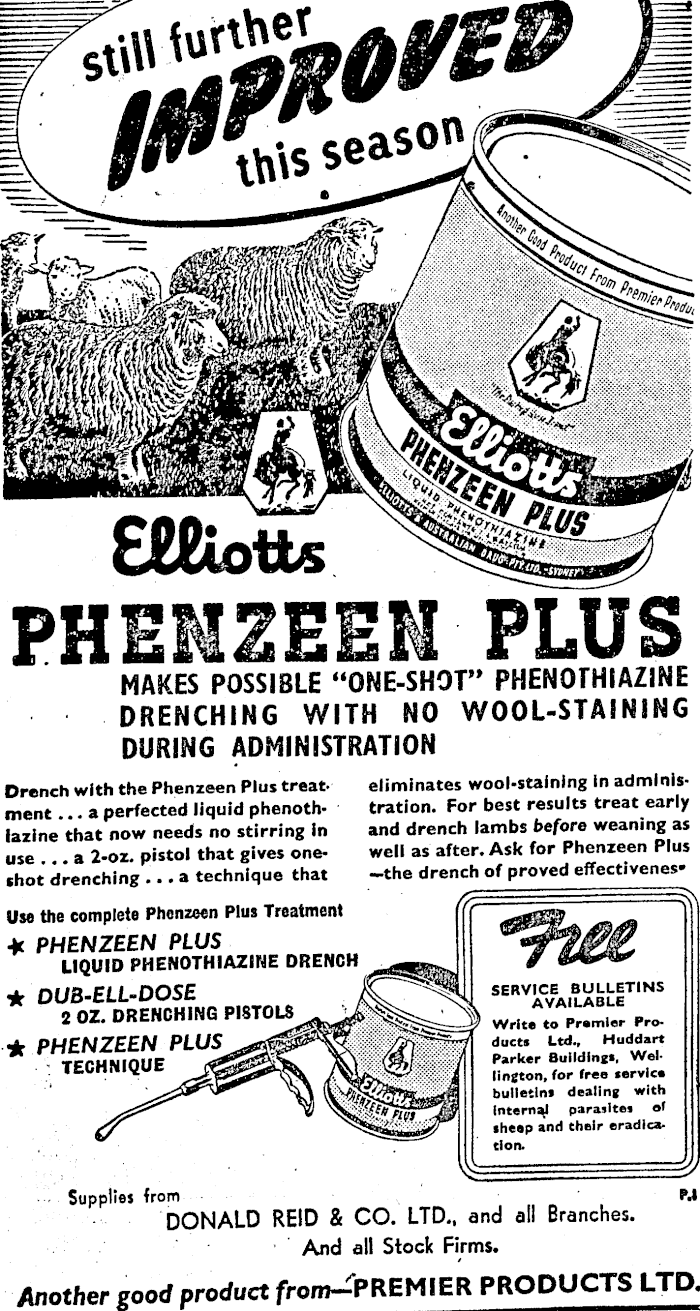 still further
IMPROVED
this season
Another Good Product From Premier Produ
Elliotts
PHENZEEN PLUS
LIQUID PHENOTHIAZINE
ELLIOTTS & AUSTRALIAN DRUG PTY. LTD. - SYDNEY
Elliotts
PHENZEEN PLUS
MAKES POSSIBLE “ONE-SHOT” PHENOTHIAZINE
DRENCHING WITH NO WOOL-STAINING
DURING ADMINISTRATION
Drench with the Phenzeen Plus treat-
ment ... a perfected liquid phenoth-
iazine that now needs no stirring in
use ... a 2-oz. pistol that gives one-
shot drenching ... a technique that
eliminates wool-staining in adminis-
tration. For best results treat early
and drench lambs before weaning as
well as after. Ask for Phenzeen Plus
—the drench of proved effectivenes
Use the complete Phenzeen Plus Treatment
★ PHENZEEN PLUS
LIQUID PHENOTHIAZINE DRENCH
★ DUB-ELL-DOSE
2 OZ. DRENCHING PISTOLS
★ PHENZEEN PLUS
TECHNIQUE
Elliotts
PHENZEEN PLUS
Free
SERVICE BULLETINS
AVAILABLE
Write to Premier Pro-
ducts Ltd., Huddart
Parker Buildings, Wel-
lington, for free service
bulletins dealing with
internal parasites of
sheep and their eradica-
tion.
P.1
Supplies from
DONALD REID & CO. LTD., and all Branches.
And all Stock Firms.
Another good product from—PREMIER PRODUCTS LTD.